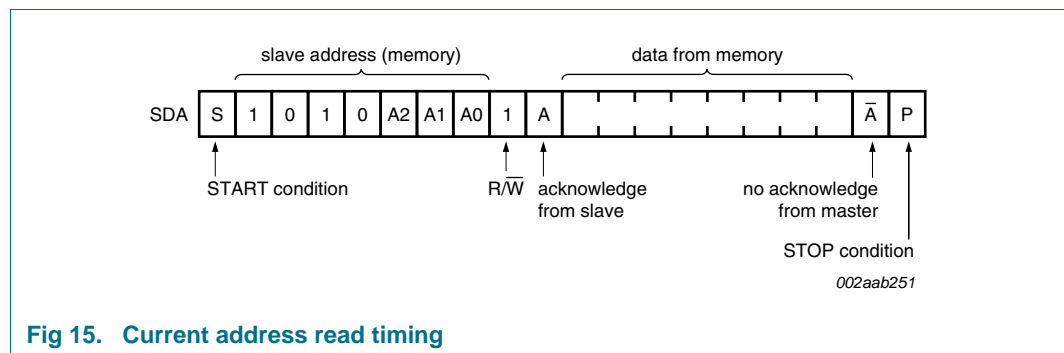 slave address (memory) data from memory
SDA S 1 0 1 0 A2 A1 A0 1 A A̅ P
START condition R/W̅ acknowledge from slave no acknowledge from master
STOP condition
002aab251
Fig 15. Current address read timing